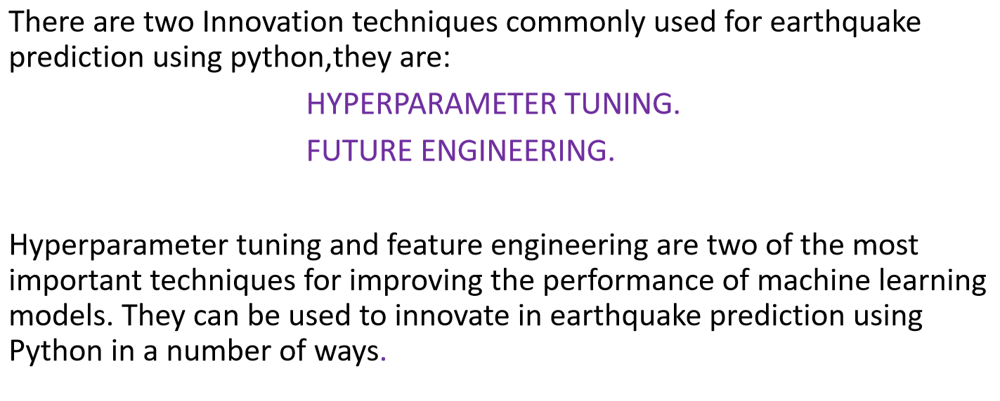 There are two Innovation techniques commonly used for earthquake
prediction using python,they are:
HYPERPARAMETER TUNING.
FUTURE ENGINEERING.
Hyperparameter tuning and feature engineering are two of the most
important techniques for improving the performance of machine learning
models. They can be used to innovate in earthquake prediction using
Python in a number of ways.